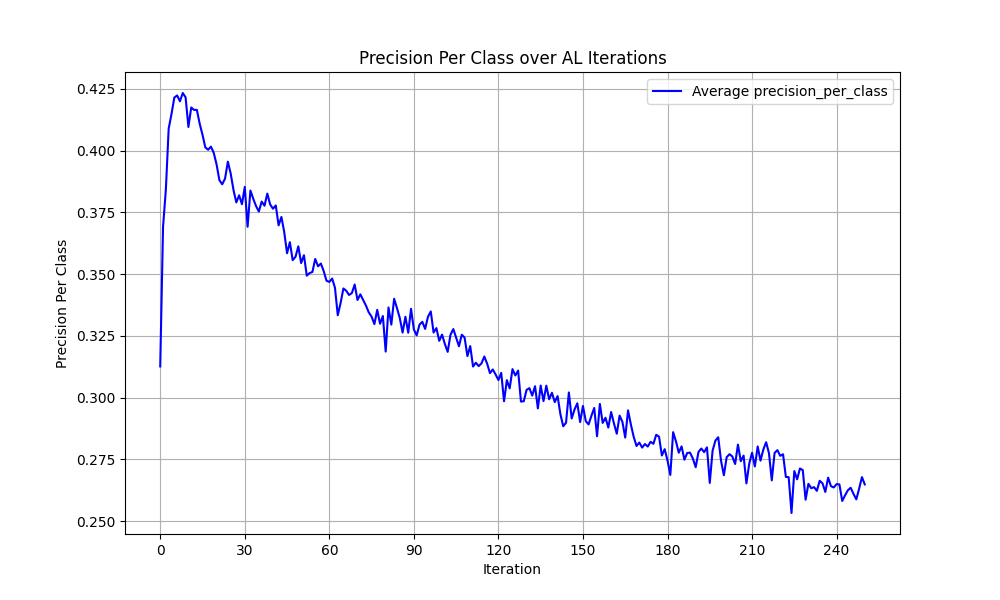 Precision Per Class over AL Iterations
Average precision_per_class
Precision Per Class
0.425
0.400
0.375
0.350
0.325
0.300
0.275
0.250
0 30 60 90 120 150 180 210 240
Iteration